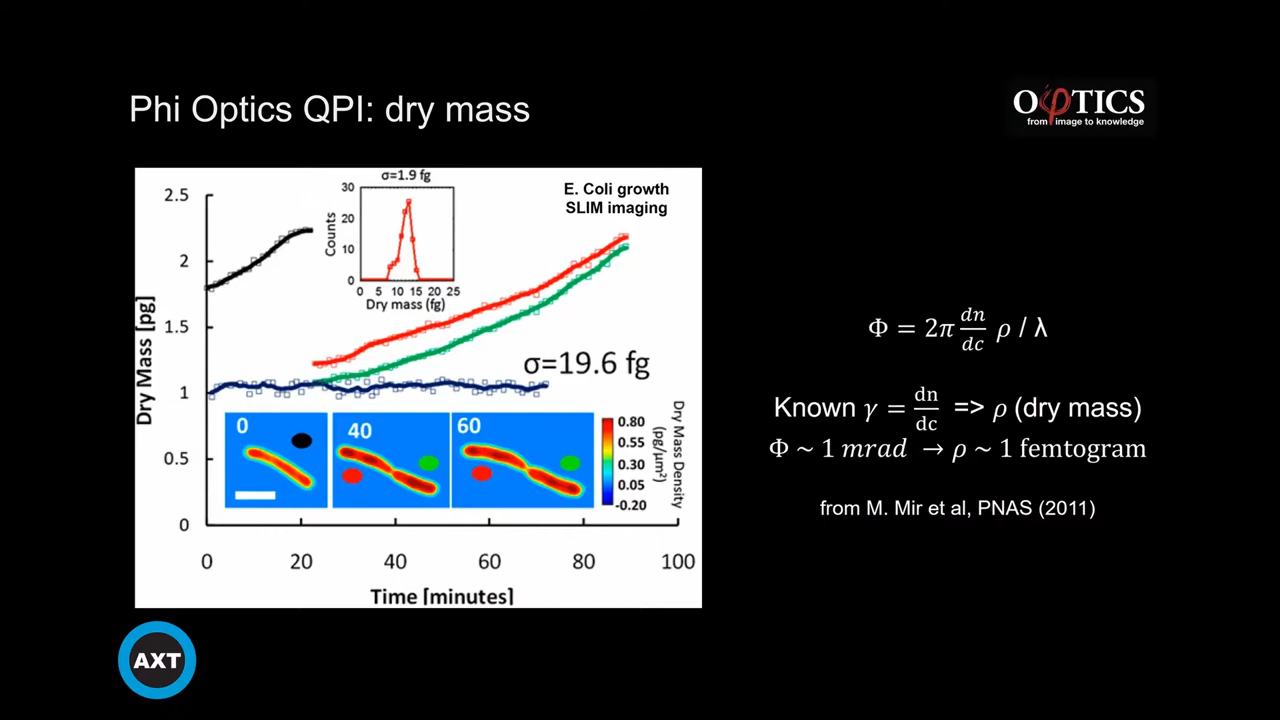 Phi Optics QPI: dry mass
OφTICS
from image to knowledge
σ=1.9 fg
30
20
10
0
Counts
0 5 10 15 20 25
Dry mass (fg)
E. Coli growth
SLIM imaging
2.5
2
1.5
1
0.5
0
Dry Mass [pg]
σ=19.6 fg
0
40
60
0.80
0.55
0.30
0.05
-0.20
Dry Mass Density
(pg/µm²)
0 20 40 60 80 100
Time [minutes]
Φ = 2π dn/dc ρ / λ
Known γ = dn/dc => ρ (dry mass)
Φ ~ 1 mrad → ρ ~ 1 femtogram
from M. Mir et al, PNAS (2011)
AXT